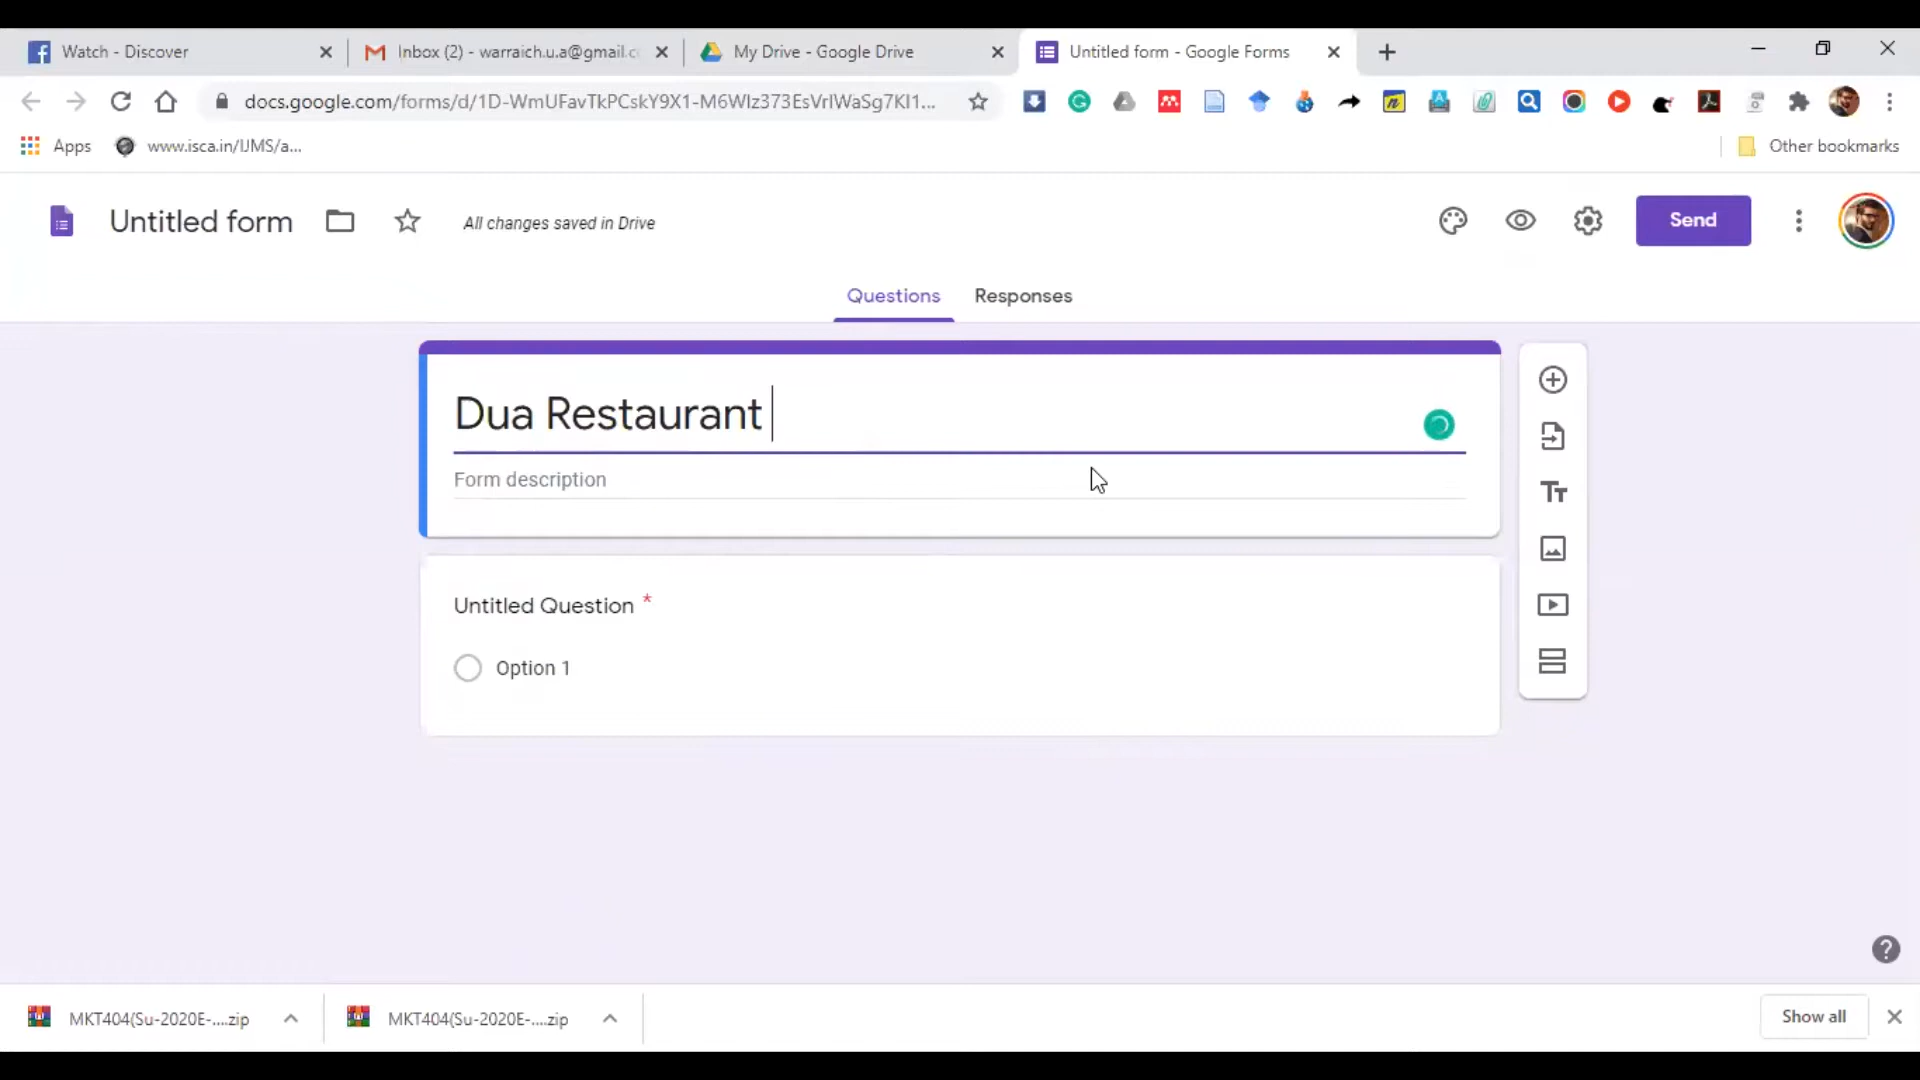 Watch - Discover
Inbox (2) - warraich.u.a@gmail.c
My Drive - Google Drive
Untitled form - Google Forms
docs.google.com/forms/d/1D-WmUFavTkPCskY9X1-M6Wlz373EsVrlWaSg7Kl1...
Apps
www.isca.in/IJMS/a...
Other bookmarks
Untitled form
All changes saved in Drive
Send
Questions
Responses
Dua Restaurant
Form description
Untitled Question *
Option 1
MKT404(Su-2020E-....zip
MKT404(Su-2020E-....zip
Show all